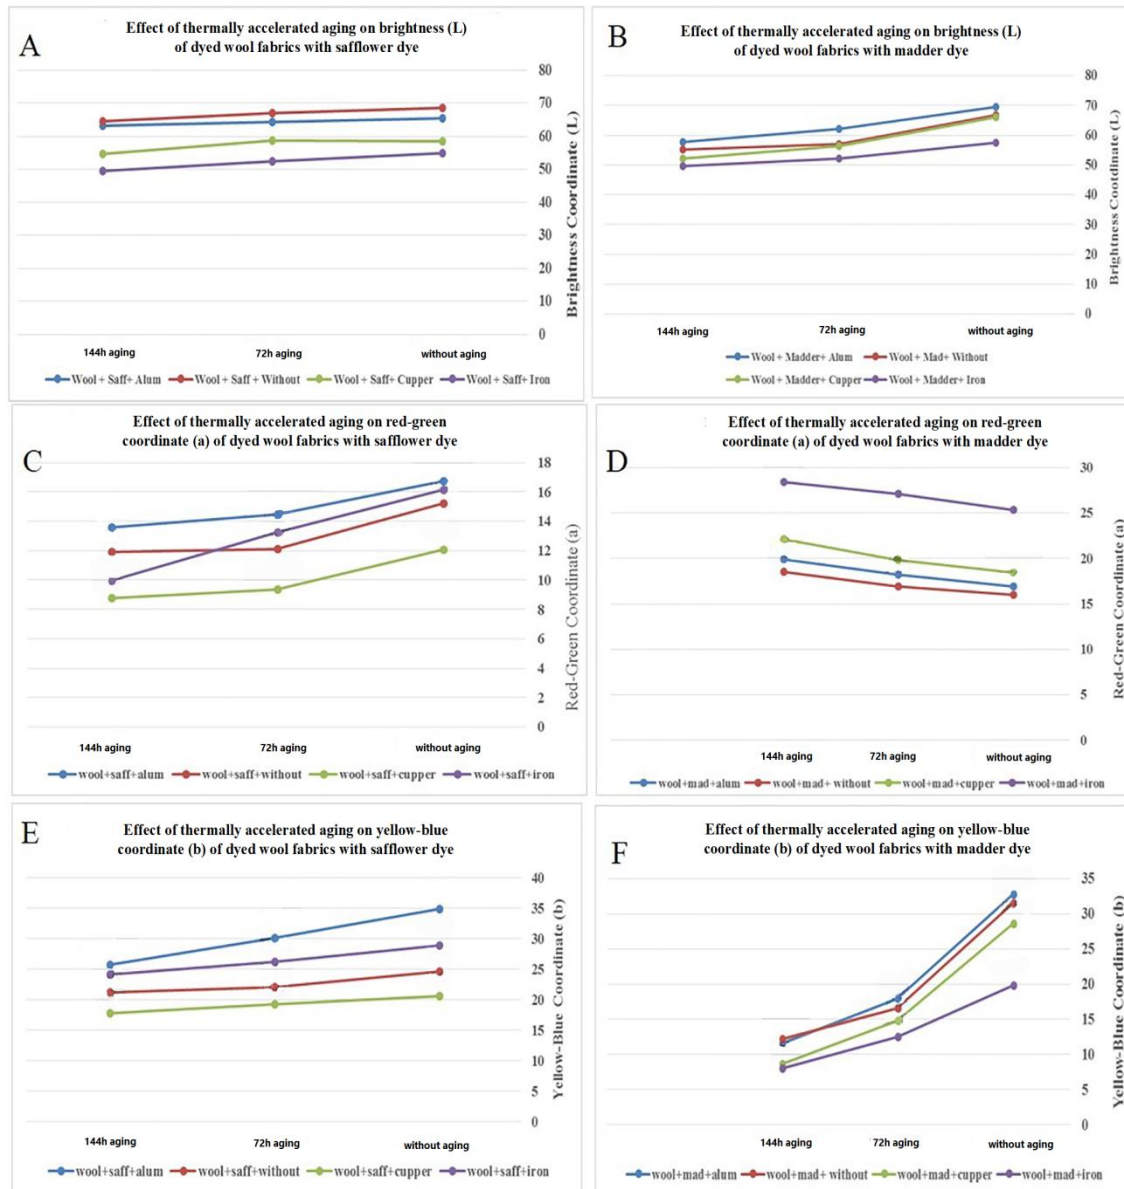 A
Effect of thermally accelerated aging on brightness (L)
of dyed wool fabrics with safflower dye
80
70
60
50
40
30
20
10
0
Brightness Coordinate (L)
144h aging 72h aging without aging
Wool + Saff+ Alum Wool + Saff + Without Wool + Saff+ Cupper Wool + Saff+ Iron
B
Effect of thermally accelerated aging on brightness (L)
of dyed wool fabrics with madder dye
80
70
60
50
40
30
20
10
0
Brightness Cootdinate (L)
144h aging 72h aging without aging
Wool + Madder+ Alum Wool + Mad+ Without
Wool + Madder+ Cupper Wool + Madder+ Iron
C
Effect of thermally accelerated aging on red-green
coordinate (a) of dyed wool fabrics with safflower dye
18
16
14
12
10
8
6
4
2
0
Red-Green Coordinate (a)
144h aging 72h aging without aging
wool+saff+alum wool+saff+without wool+saff+cupper wool+saff+iron
D
Effect of thermally accelerated aging on red-green
coordinate (a) of dyed wool fabrics with madder dye
30
25
20
15
10
5
0
Red-Green Coordinate (a)
144h aging 72h aging without aging
wool+mad+alum wool+mad+ without wool+mad+cupper wool+mad+iron
E
Effect of thermally accelerated aging on yellow-blue
coordinate (b) of dyed wool fabrics with safflower dye
40
35
30
25
20
15
10
5
0
Yellow-Blue Coordinate (b)
144h aging 72h aging without aging
wool+saff+alum wool+saff+without wool+saff+cupper wool+saff+iron
F
Effect of thermally accelerated aging on yellow-blue
coordinate (b) of dyed wool fabrics with madder dye
35
30
25
20
15
10
5
0
Yellow-Blue Coordinate (b)
144h aging 72h aging without aging
wool+mad+alum wool+mad+ without wool+mad+cupper wool+mad+iron